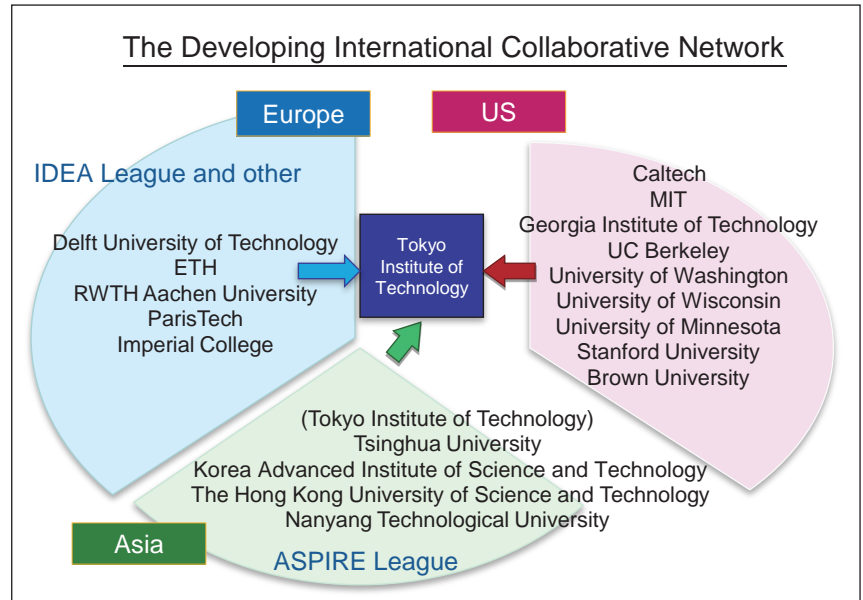 The Developing International Collaborative Network
Europe
US
IDEA League and other
Delft University of Technology
ETH
RWTH Aachen University
ParisTech
Imperial College
Tokyo
Institute of
Technology
Caltech
MIT
Georgia Institute of Technology
UC Berkeley
University of Washington
University of Wisconsin
University of Minnesota
Stanford University
Brown University
(Tokyo Institute of Technology)
Tsinghua University
Korea Advanced Institute of Science and Technology
The Hong Kong University of Science and Technology
Nanyang Technological University
Asia
ASPIRE League